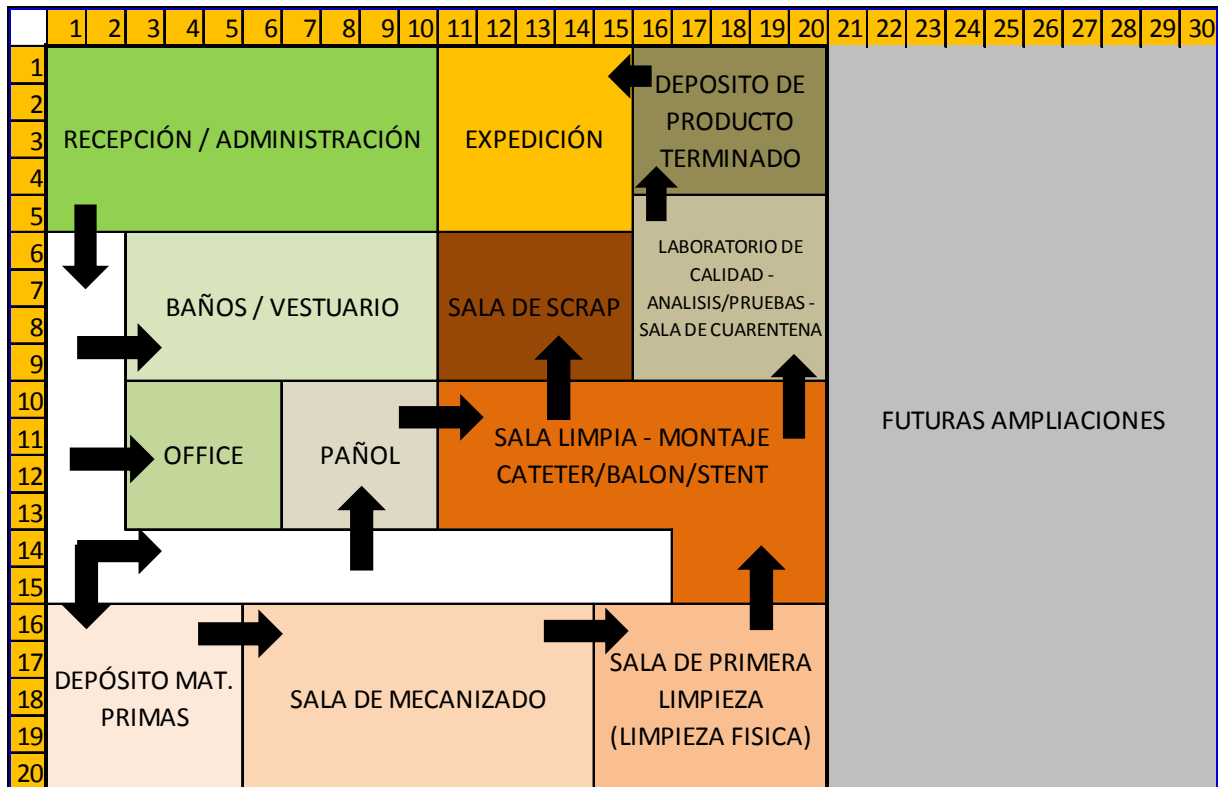 1 2 3 4 5 6 7 8 9 10 11 12 13 14 15 16 17 18 19 20 21 22 23 24 25 26 27 28 29 30
1
2
3
4
5
6
7
8
9
10
11
12
13
14
15
16
17
18
19
20
RECEPCIÓN / ADMINISTRACIÓN
EXPEDICIÓN
DEPOSITO DE
PRODUCTO
TERMINADO
BAÑOS / VESTUARIO
SALA DE SCRAP
LABORATORIO DE
CALIDAD -
ANALISIS/PRUEBAS -
SALA DE CUARENTENA
OFFICE
PAÑOL
SALA LIMPIA - MONTAJE
CATETER/BALON/STENT
FUTURAS AMPLIACIONES
DEPÓSITO MAT.
PRIMAS
SALA DE MECANIZADO
SALA DE PRIMERA
LIMPIEZA
(LIMPIEZA FISICA)